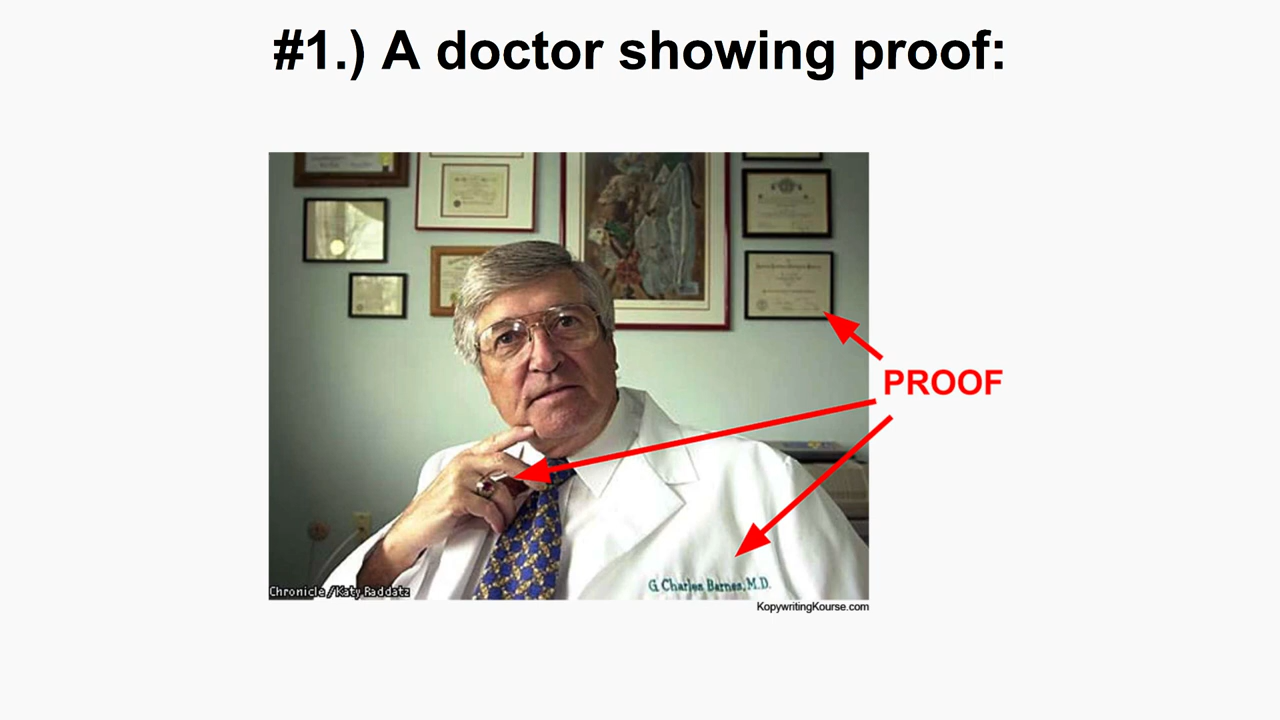 #1.) A doctor showing proof:
PROOF
G. Charles Barnes, M.D.
Chronicle / Katy Raddatz
KopywritingKourse.com